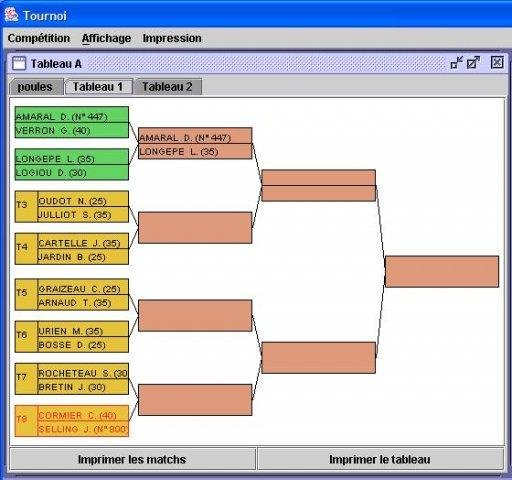 Tournoi
Compétition Affichage Impression
Tableau A
poules Tableau 1 Tableau 2
AMARAL D. (N° 447)
VERRON G. (40)
LONGEPE L. (35)
LOGIOU D. (30)
T3 OUDOT N. (25)
JULLIOT S. (35)
T4 CARTELLE J. (35)
JARDIN B. (25)
T5 GRAIZEAU C. (25)
ARNAUD T. (35)
T6 URIEN M. (35)
BOSSE D. (25)
T7 ROCHETEAU S. (30
BRETIN J. (30)
T8 CORMIER C. (40)
SELLING J. (N° 800)
AMARAL D. (N° 447)
LONGEPE L. (35)
Imprimer les matchs Imprimer le tableau